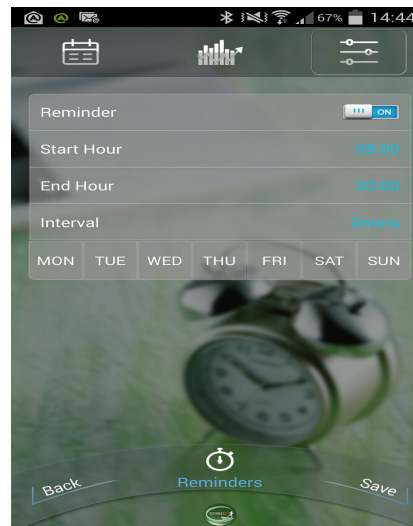 67% 14:44
Reminder ON
Start Hour 08:00
End Hour 20:00
Interval 0mins
MON TUE WED THU FRI SAT SUN
Reminders
Back Save